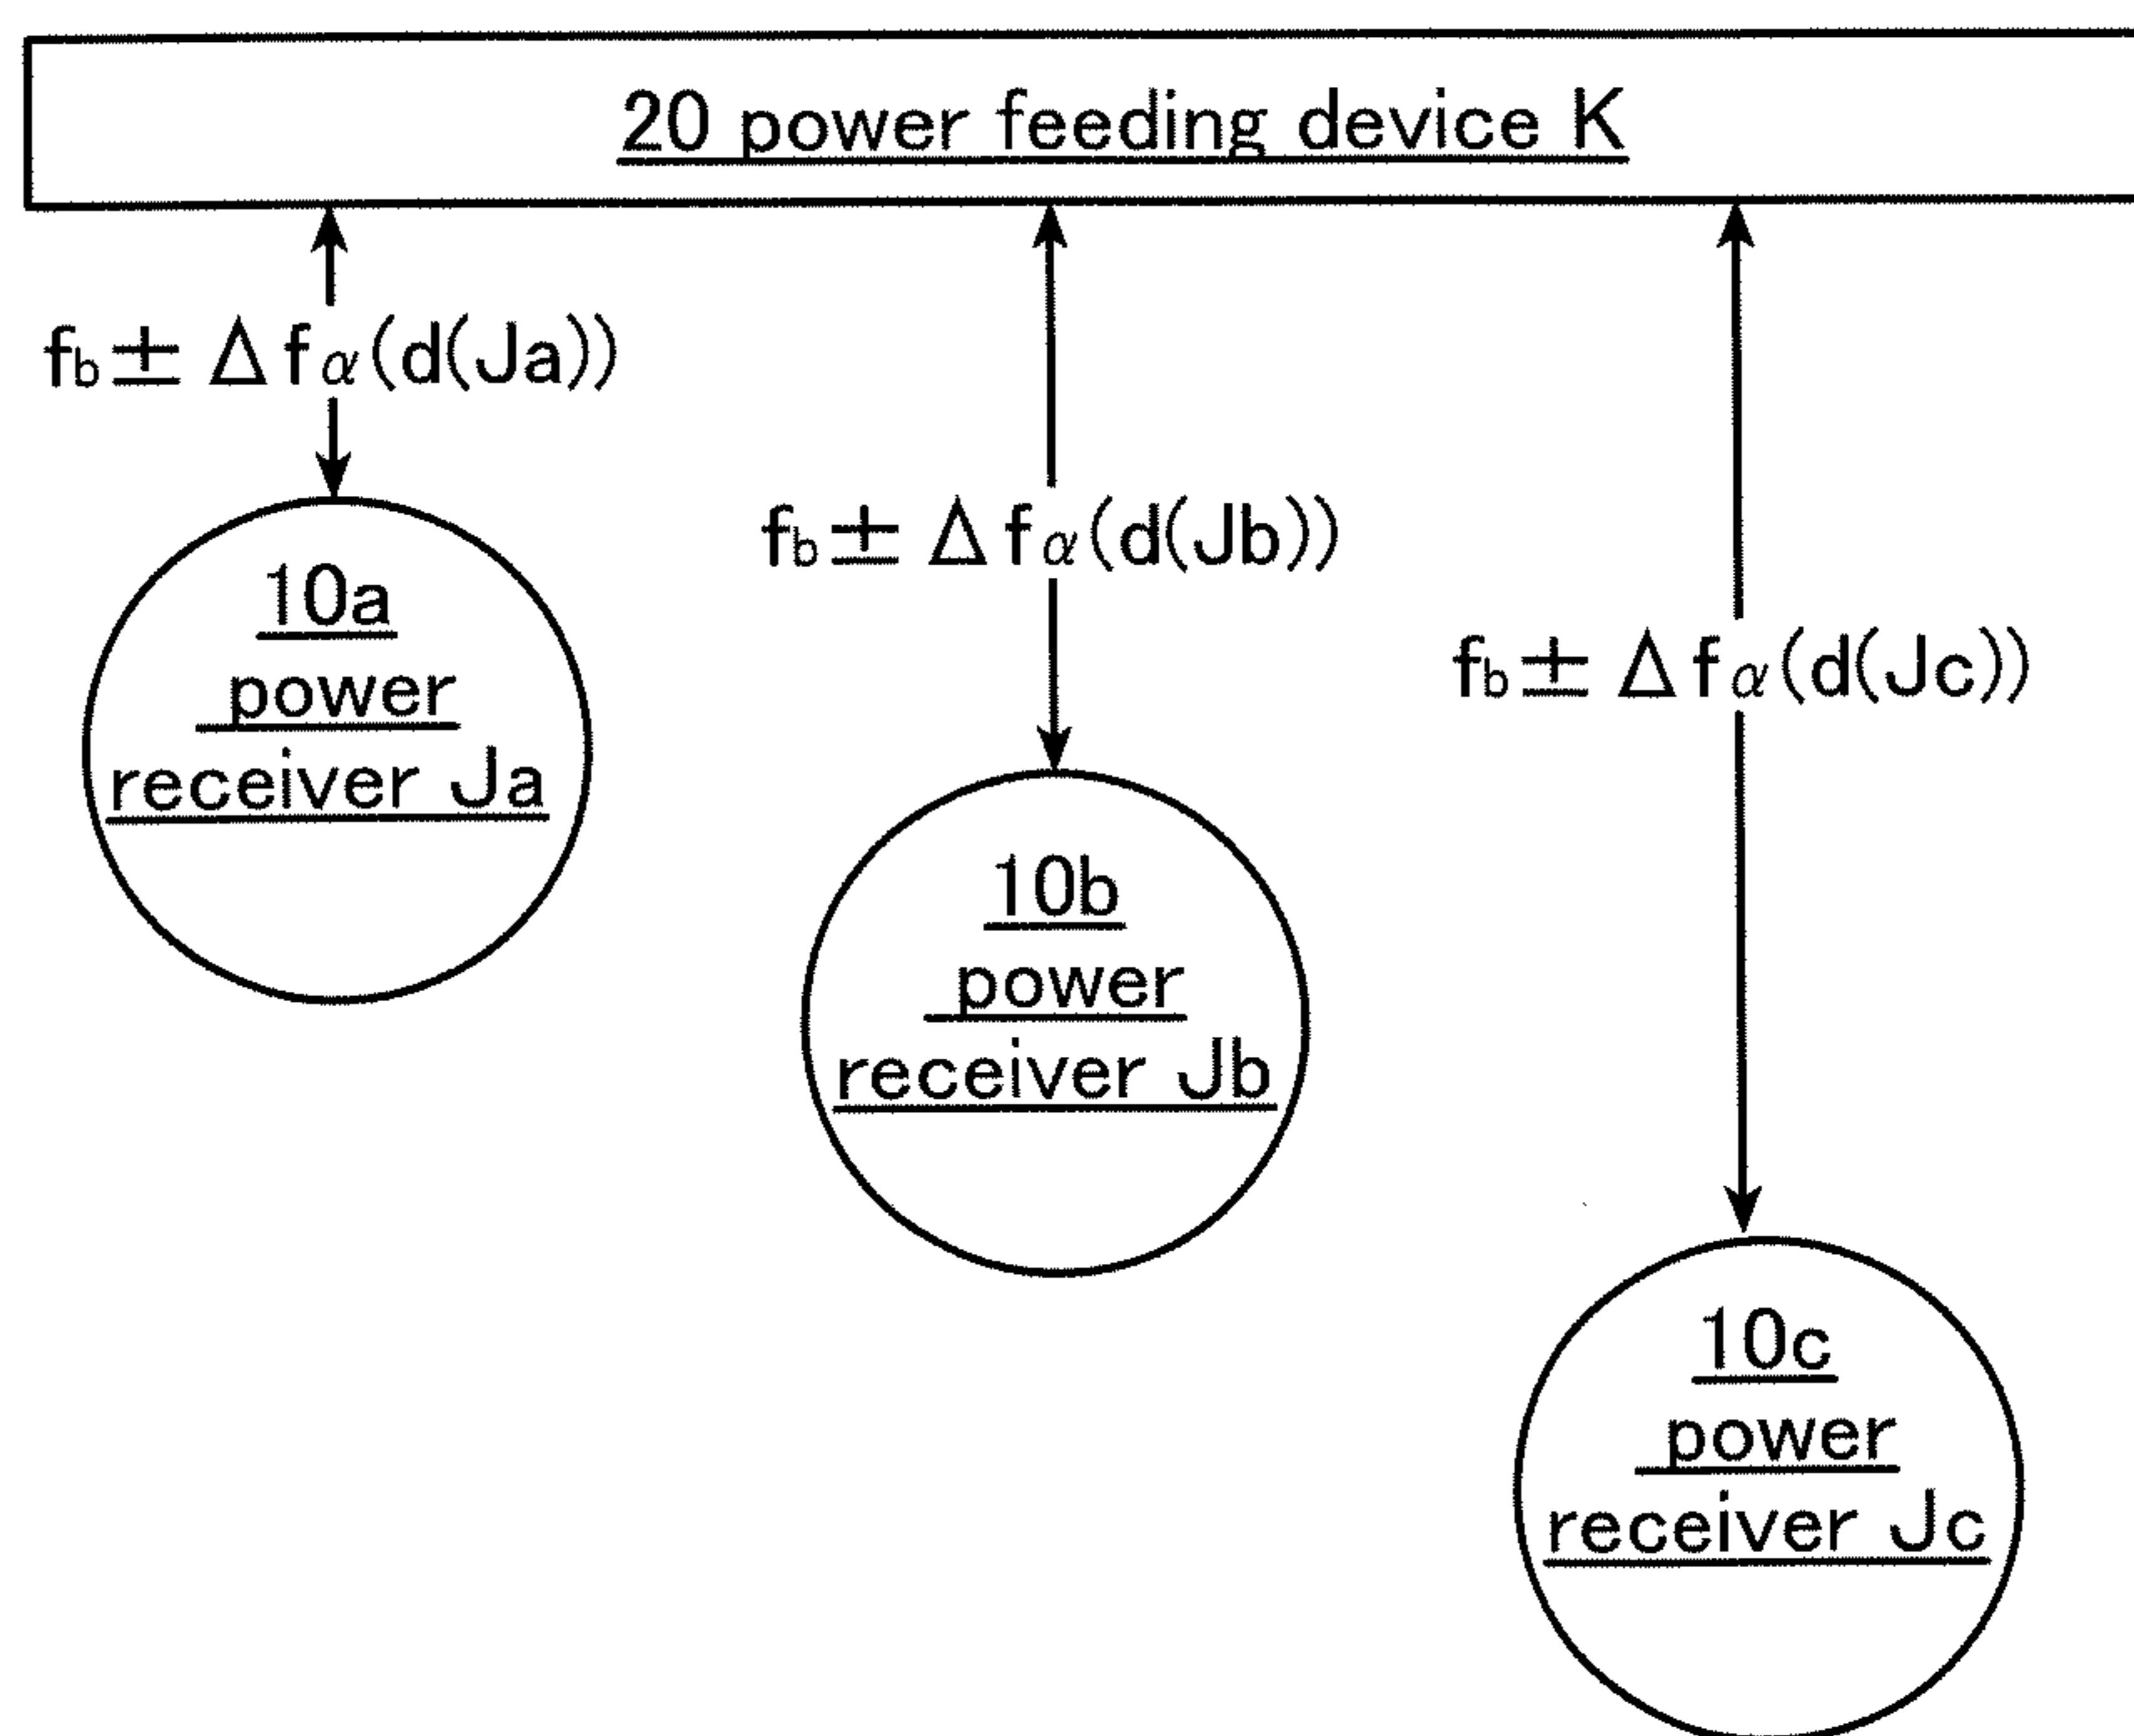 20 power feeding device K
fb± Δfα(d(Ja))
fb± Δfα(d(Jb))
fb± Δfα(d(Jc))
10a
power
receiver Ja
10b
power
receiver Jb
10c
power
receiver Jc